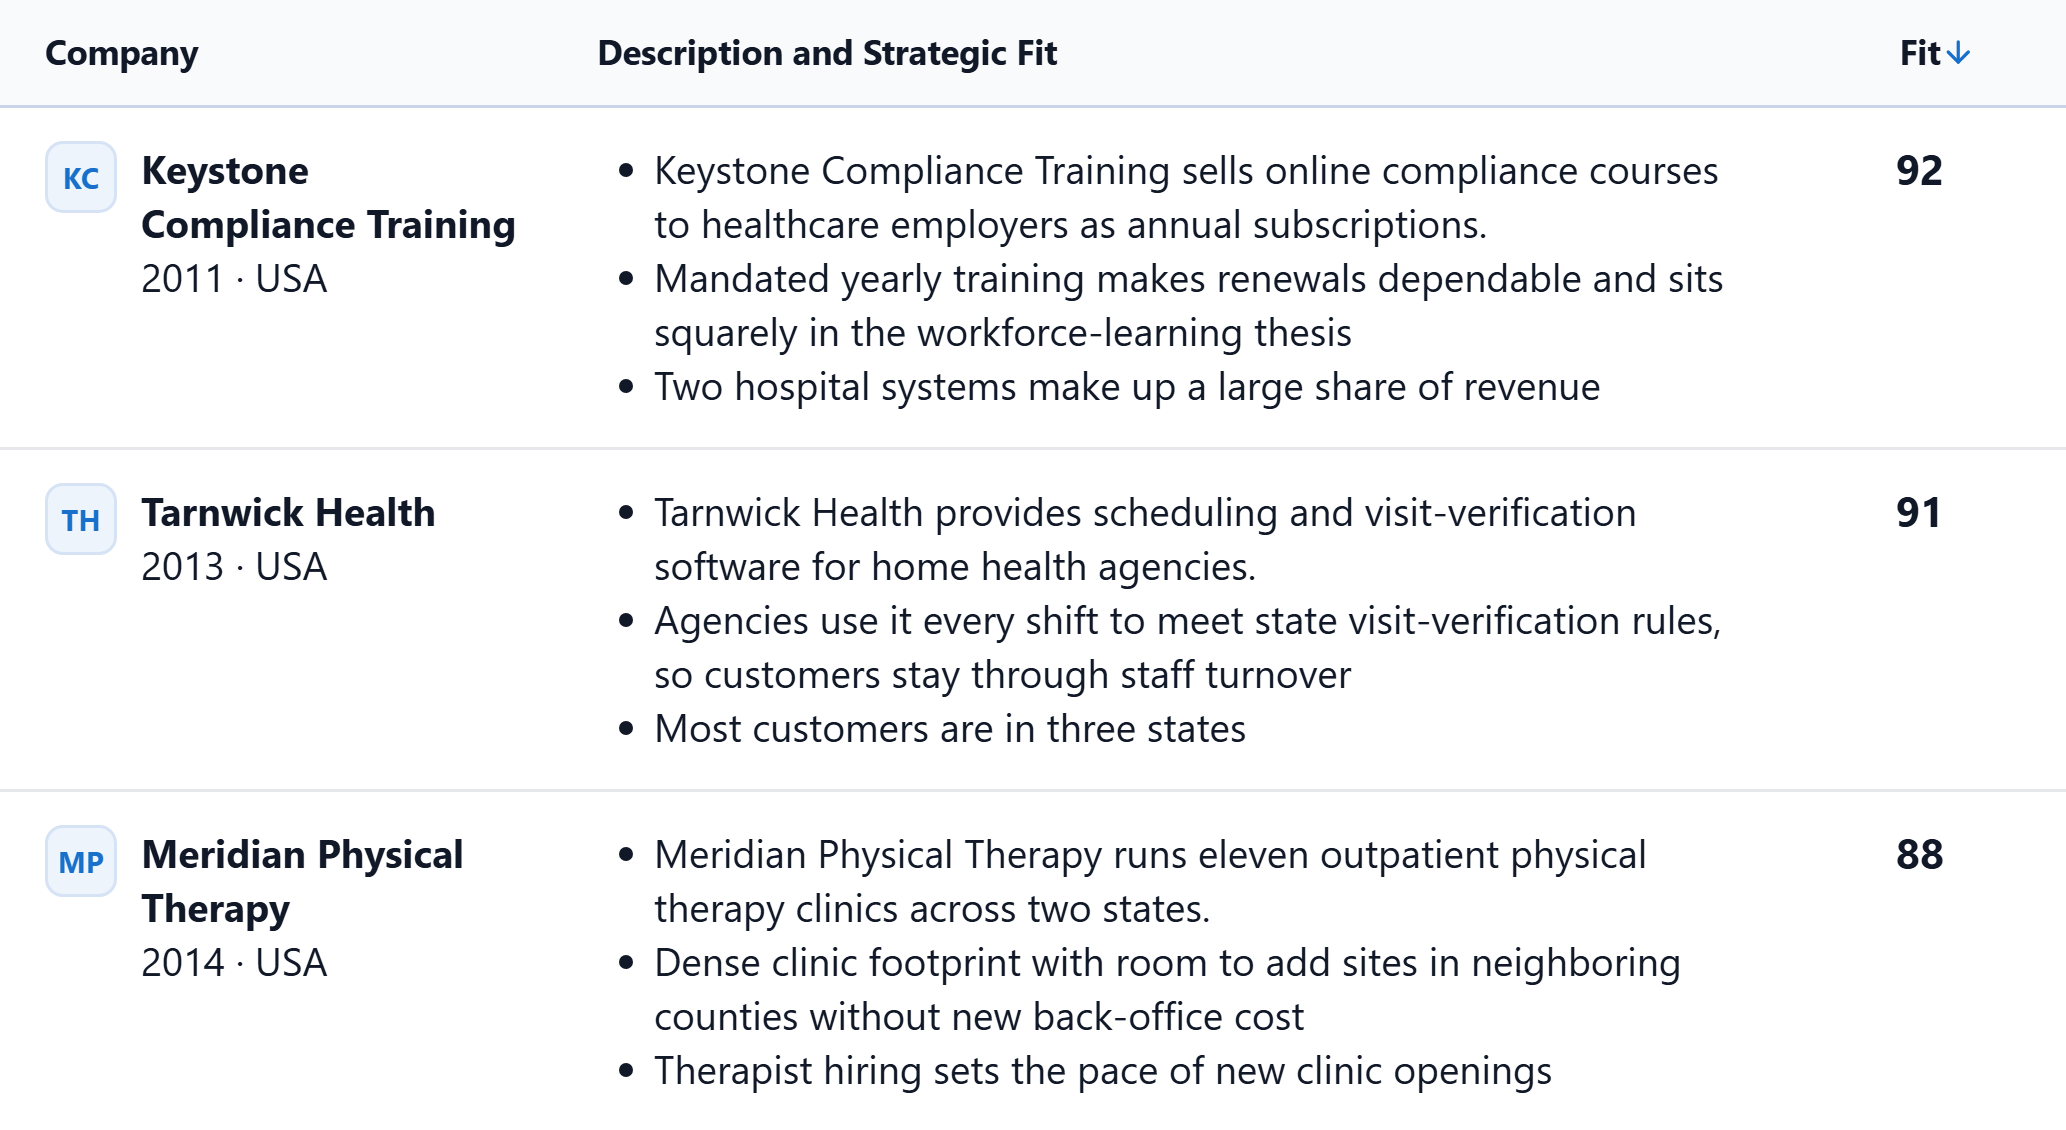 Company Description and Strategic Fit Fit↓
KC
Keystone
Compliance Training
2011 · USA
• Keystone Compliance Training sells online compliance courses
to healthcare employers as annual subscriptions.
• Mandated yearly training makes renewals dependable and sits
squarely in the workforce-learning thesis
• Two hospital systems make up a large share of revenue
92
TH
Tarnwick Health
2013 · USA
• Tarnwick Health provides scheduling and visit-verification
software for home health agencies.
• Agencies use it every shift to meet state visit-verification rules,
so customers stay through staff turnover
• Most customers are in three states
91
MP
Meridian Physical
Therapy
2014 · USA
• Meridian Physical Therapy runs eleven outpatient physical
therapy clinics across two states.
• Dense clinic footprint with room to add sites in neighboring
counties without new back-office cost
• Therapist hiring sets the pace of new clinic openings
88